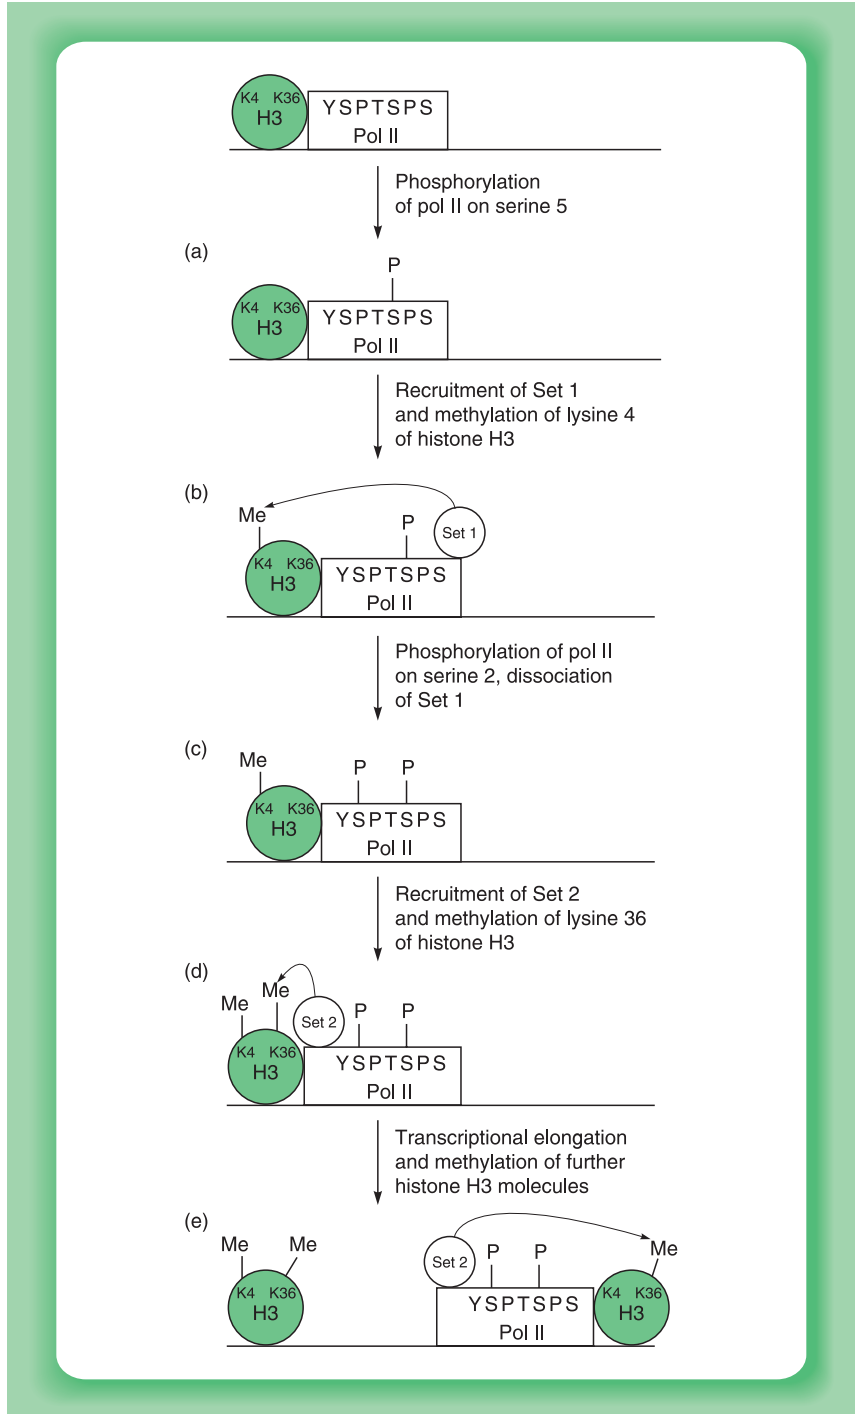 K4 K36
H3
YSPTSPS
Pol II
Phosphorylation
of pol II on serine 5
(a)
P
K4 K36
H3
YSPTSPS
Pol II
Recruitment of Set 1
and methylation of lysine 4
of histone H3
(b)
Me
P
Set 1
K4 K36
H3
YSPTSPS
Pol II
Phosphorylation of pol II
on serine 2, dissociation
of Set 1
(c)
Me
P P
K4 K36
H3
YSPTSPS
Pol II
Recruitment of Set 2
and methylation of lysine 36
of histone H3
(d)
Me Me
Set 2
P P
K4 K36
H3
YSPTSPS
Pol II
Transcriptional elongation
and methylation of further
histone H3 molecules
(e)
Me Me
K4 K36
H3
Set 2
P P
Me
YSPTSPS
Pol II
K4 K36
H3